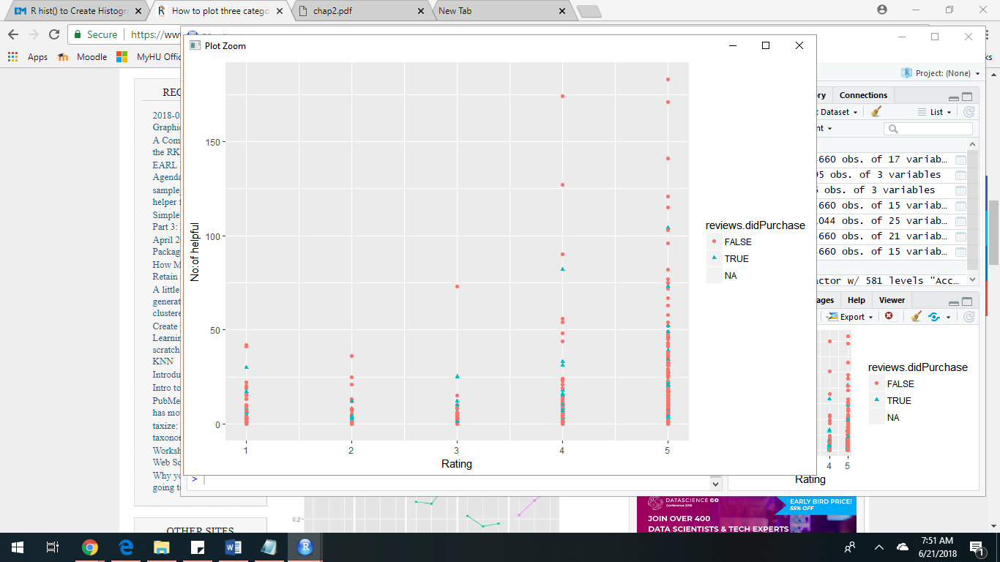 R hist() to Create Histogra
How to plot three catego
chap2.pdf
New Tab
Secure
https://www
Apps
Moodle
MyHU Offic
Plot Zoom
150
100
50
0
1
2
3
4
5
Rating
No:of helpful
reviews.didPurchase
FALSE
TRUE
NA
REC
2018-0
Graphic
A Com
the RK
EARL
Agenda
sample
helper f
Simple
Part 3:
April 2
Packag
How M
Retain
A little
generat
clustere
Create
Learnin
scratch
KNN
Introdu
Intro to
PubMe
has mo
taxize:
taxonor
Worksh
Web Sc
Why yo
going to
OTHER SITES
Project: (None)
ry
Connections
t Dataset
List
nt
660 obs. of 17 variab…
05 obs. of 3 variables
obs. of 3 variables
660 obs. of 15 variab…
1044 obs. of 25 variab…
660 obs. of 21 variab…
660 obs. of 15 variab…
actor w/ 581 levels "Acc…
ages
Help
Viewer
Export
reviews.didPurchase
FALSE
TRUE
NA
4
5
Rating
>
0.2
DATASCIENCE GO
Conference 2018
EARLY BIRD PRICE!
55% OFF
JOIN OVER 400
DATA SCIENTISTS & TECH EXPERTS
7:51 AM
6/21/2018
1